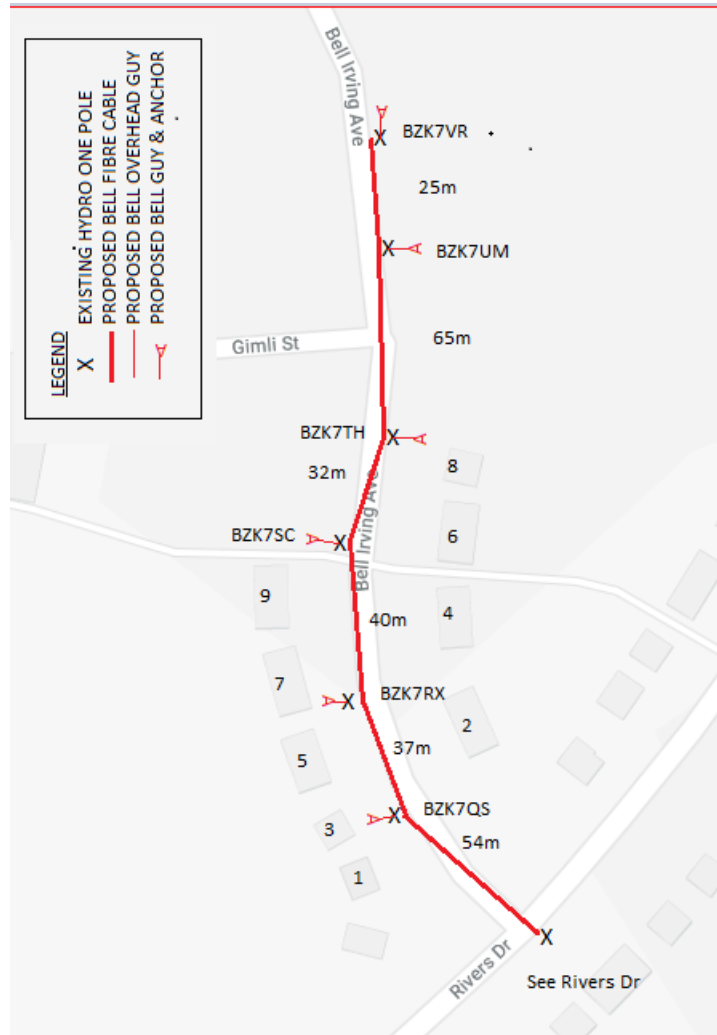 LEGEND
X EXISTING HYDRO ONE POLE
PROPOSED BELL FIBRE CABLE
PROPOSED BELL OVERHEAD GUY
A PROPOSED BELL GUY & ANCHOR
Bell Irving Ave
X BZK7VR
A
25m
X A BZK7UM
65m
Gimli St
BZK7TH X A
32m
8
Bell Irving Ave
BZK7SC A X
6
9
40m
4
7
A X BZK7RX
2
5
37m
A X BZK7QS
3
54m
1
X
Rivers Dr
See Rivers Dr